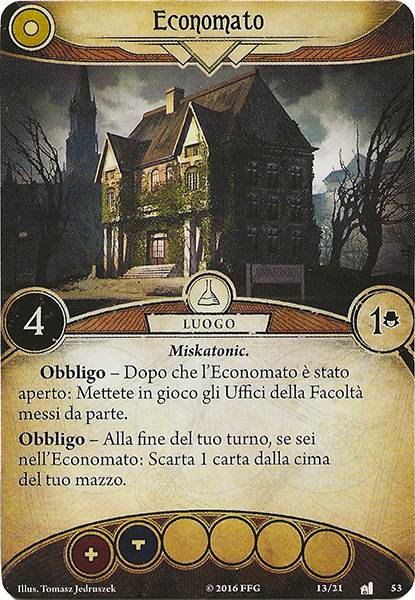 Economato
ADMINISTRATION
4
LUOGO
1
Miskatonic.
Obbligo – Dopo che l'Economato è stato
aperto: Mettete in gioco gli Uffici della Facoltà
messi da parte.
Obbligo – Alla fine del tuo turno, se sei
nell'Economato: Scarta 1 carta dalla cima
del tuo mazzo.
Illus. Tomasz Jedruszek © 2016 FFG 13/21 53